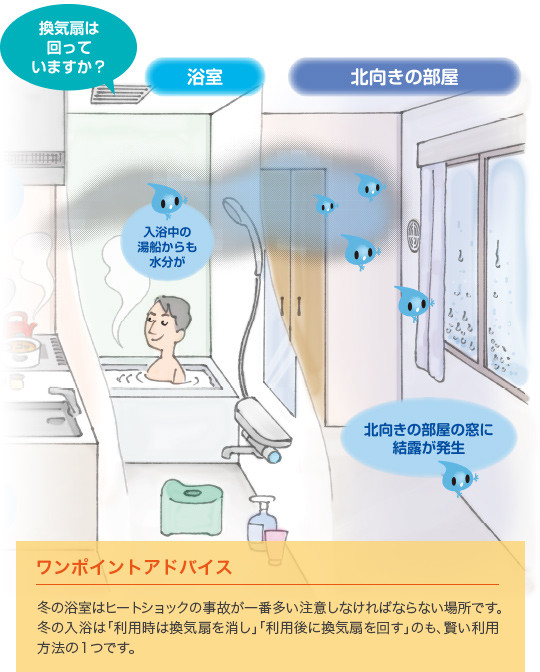 換気扇は
回って
いますか？
浴室
北向きの部屋
入浴中の
湯船からも
水分が
北向きの部屋の窓に
結露が発生
ワンポイントアドバイス
冬の浴室はヒートショックの事故が一番多い注意しなければならない場所です。
冬の入浴は「利用時は換気扇を消し」「利用後に換気扇を回す」のも、賢い利用
方法の1つです。